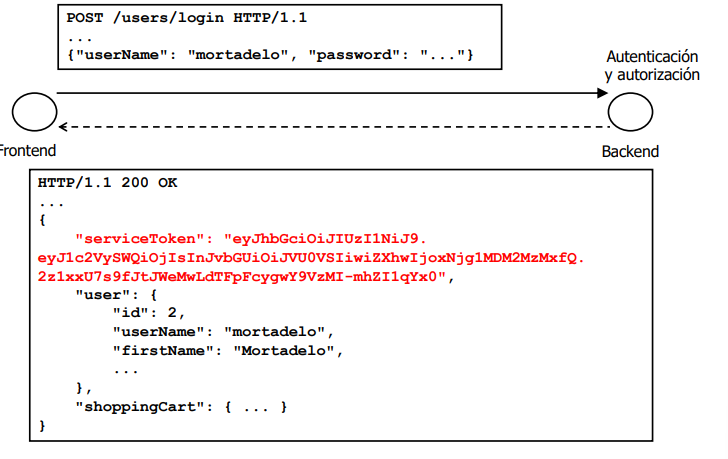 POST /users/login HTTP/1.1
...
{"userName": "mortadelo", "password": "..."}
Autenticación
y autorización
Frontend
Backend
HTTP/1.1 200 OK
...
{
"serviceToken": "eyJhbGciOiJIUzI1NiJ9.
eyJ1c2VySWQiOjIsInJvbGUiOiJVU0VSIiwiZXhwIjoxNjg1MDM2MzMxfQ.
2z1xxU7s9fJtJWeMwLdTFpFcygwY9VzMI-mhZI1qYx0",
"user": {
"id": 2,
"userName": "mortadelo",
"firstName": "Mortadelo",
...
},
"shoppingCart": { ... }
}